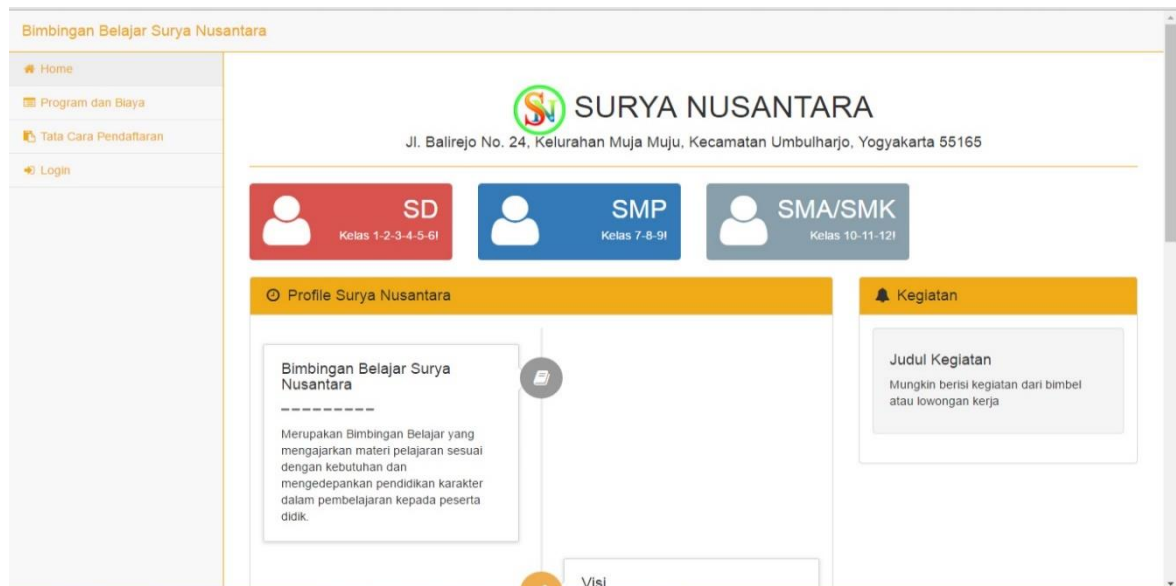 Bimbingan Belajar Surya Nusantara
Home
Program dan Biaya
Tata Cara Pendaftaran
Login
SN SURYA NUSANTARA
Jl. Balirejo No. 24, Kelurahan Muja Muju, Kecamatan Umbulharjo, Yogyakarta 55165
SD
Kelas 1-2-3-4-5-6!
SMP
Kelas 7-8-9!
SMA/SMK
Kelas 10-11-12!
Profile Surya Nusantara
Bimbingan Belajar Surya
Nusantara
_________
Merupakan Bimbingan Belajar yang
mengajarkan materi pelajaran sesuai
dengan kebutuhan dan
mengedepankan pendidikan karakter
dalam pembelajaran kepada peserta
didik.
Visi
Kegiatan
Judul Kegiatan
Mungkin berisi kegiatan dari bimbel
atau lowongan kerja